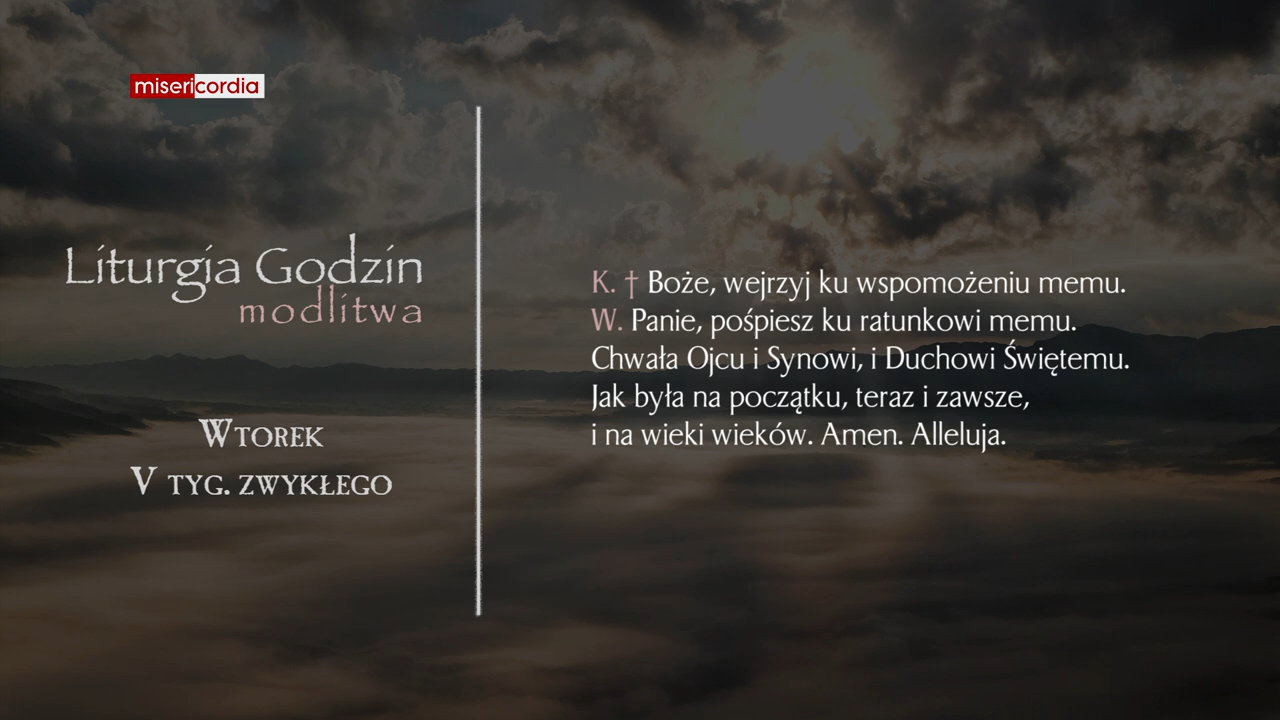 misericordia
Liturgia Godzin
modlitwa
Wtorek
V tyg. zwykłego
K. † Boże, wejrzyj ku wspomożeniu memu.
W. Panie, pośpiesz ku ratunkowi memu.
Chwała Ojcu i Synowi, i Duchowi Świętemu.
Jak była na początku, teraz i zawsze,
i na wieki wieków. Amen. Alleluja.